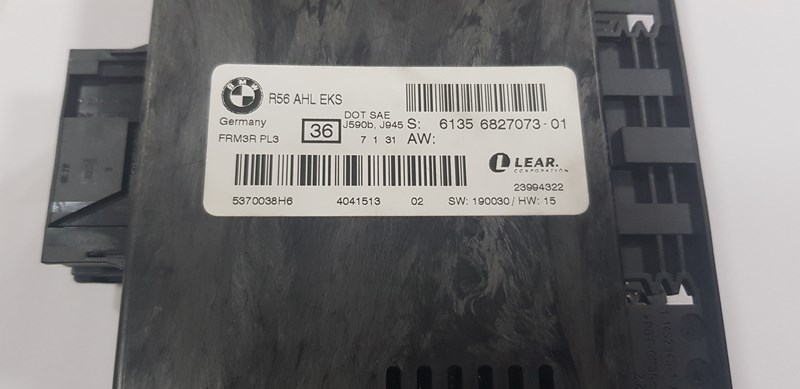 BMW
R56 AHL EKS
Germany
FRM3R PL3
36
DOT SAE
J590b, J945
7 1 31
S: 6135 6827073-01
AW:
LEAR.
CORPORATION
23994322
5370038H6 4041513 02 SW: 190030 / HW: 15